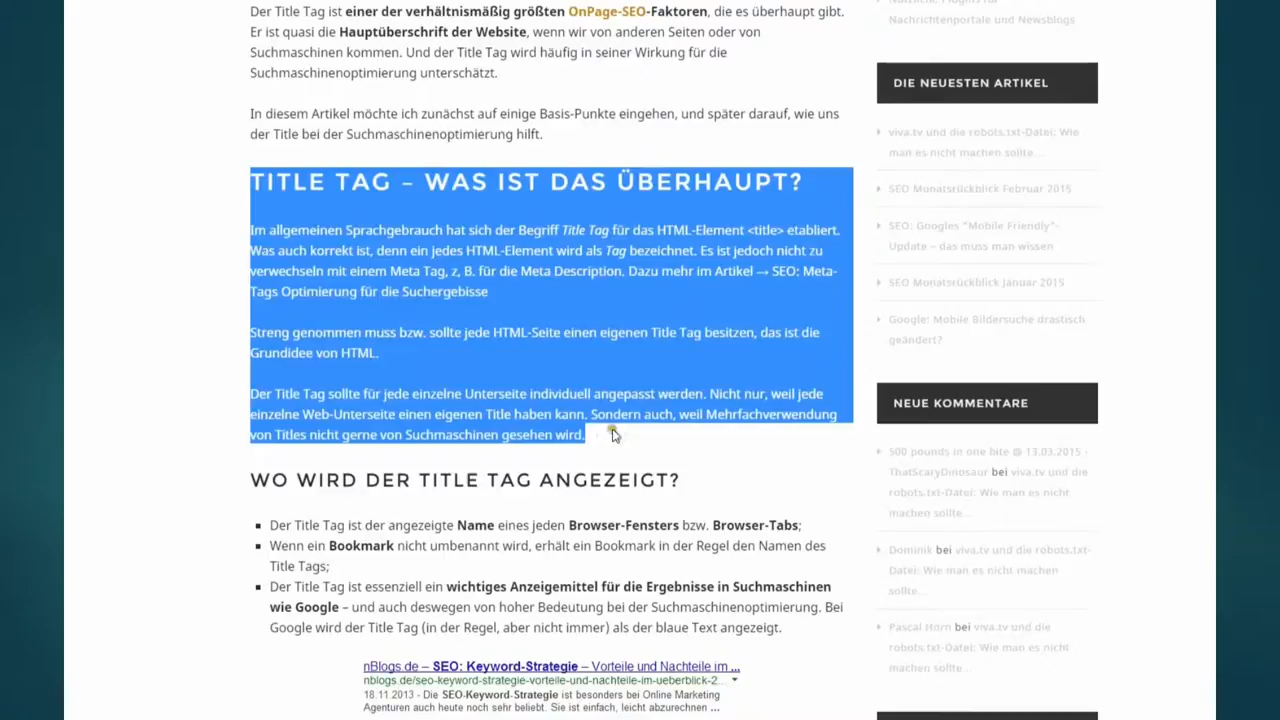 Der Title Tag ist einer der verhältnismäßig größten OnPage-SEO-Faktoren, die es überhaupt gibt.
Er ist quasi die Hauptüberschrift der Website, wenn wir von anderen Seiten oder von
Suchmaschinen kommen. Und der Title Tag wird häufig in seiner Wirkung für die
Suchmaschinenoptimierung unterschätzt.
In diesem Artikel möchte ich zunächst auf einige Basis-Punkte eingehen, und später darauf, wie uns
der Title bei der Suchmaschinenoptimierung hilft.
TITLE TAG – WAS IST DAS ÜBERHAUPT?
Im allgemeinen Sprachgebrauch hat sich der Begriff Title Tag für das HTML-Element <title> etabliert.
Was auch korrekt ist, denn ein jedes HTML-Element wird als Tag bezeichnet. Es ist jedoch nicht zu
verwechseln mit einem Meta Tag, z, B. für die Meta Description. Dazu mehr im Artikel → SEO: Meta-
Tags Optimierung für die Suchergebisse
Streng genommen muss bzw. sollte jede HTML-Seite einen eigenen Title Tag besitzen, das ist die
Grundidee von HTML.
Der Title Tag sollte für jede einzelne Unterseite individuell angepasst werden. Nicht nur, weil jede
einzelne Web-Unterseite einen eigenen Title haben kann. Sondern auch, weil Mehrfachverwendung
von Titles nicht gerne von Suchmaschinen gesehen wird.
WO WIRD DER TITLE TAG ANGEZEIGT?
Der Title Tag ist der angezeigte Name eines jeden Browser-Fensters bzw. Browser-Tabs;
Wenn ein Bookmark nicht umbenannt wird, erhält ein Bookmark in der Regel den Namen des
Title Tags;
Der Title Tag ist essenziell ein wichtiges Anzeigemittel für die Ergebnisse in Suchmaschinen
wie Google – und auch deswegen von hoher Bedeutung bei der Suchmaschinenoptimierung. Bei
Google wird der Title Tag (in der Regel, aber nicht immer) als der blaue Text angezeigt.
nBlogs.de – SEO: Keyword-Strategie – Vorteile und Nachteile im ...
nblogs.de/seo-keyword-strategie-vorteile-und-nachteile-im-ueberblick-2...
18.11.2013 - Die SEO-Keyword-Strategie ist besonders bei Online Marketing
Agenturen auch heute noch sehr beliebt. Sie ist einfach, leicht abzurechnen ...
Nachrichtenportale und Newsblogs
DIE NEUESTEN ARTIKEL
viva.tv und die robots.txt-Datei: Wie
man es nicht machen sollte...
SEO Monatsrückblick Februar 2015
SEO: Googles "Mobile Friendly"-
Update – das muss man wissen
SEO Monatsrückblick Januar 2015
Google: Mobile Bildersuche drastisch
geändert?
NEUE KOMMENTARE
500 pounds in one bite @ 13.03.2015 -
ThatScaryDinosaur bei viva.tv und die
robots.txt-Datei: Wie man es nicht
machen sollte...
Dominik bei viva.tv und die robots.txt-
Datei: Wie man es nicht machen
sollte...
Pascal Horn bei viva.tv und die
robots.txt-Datei: Wie man es nicht
machen sollte...